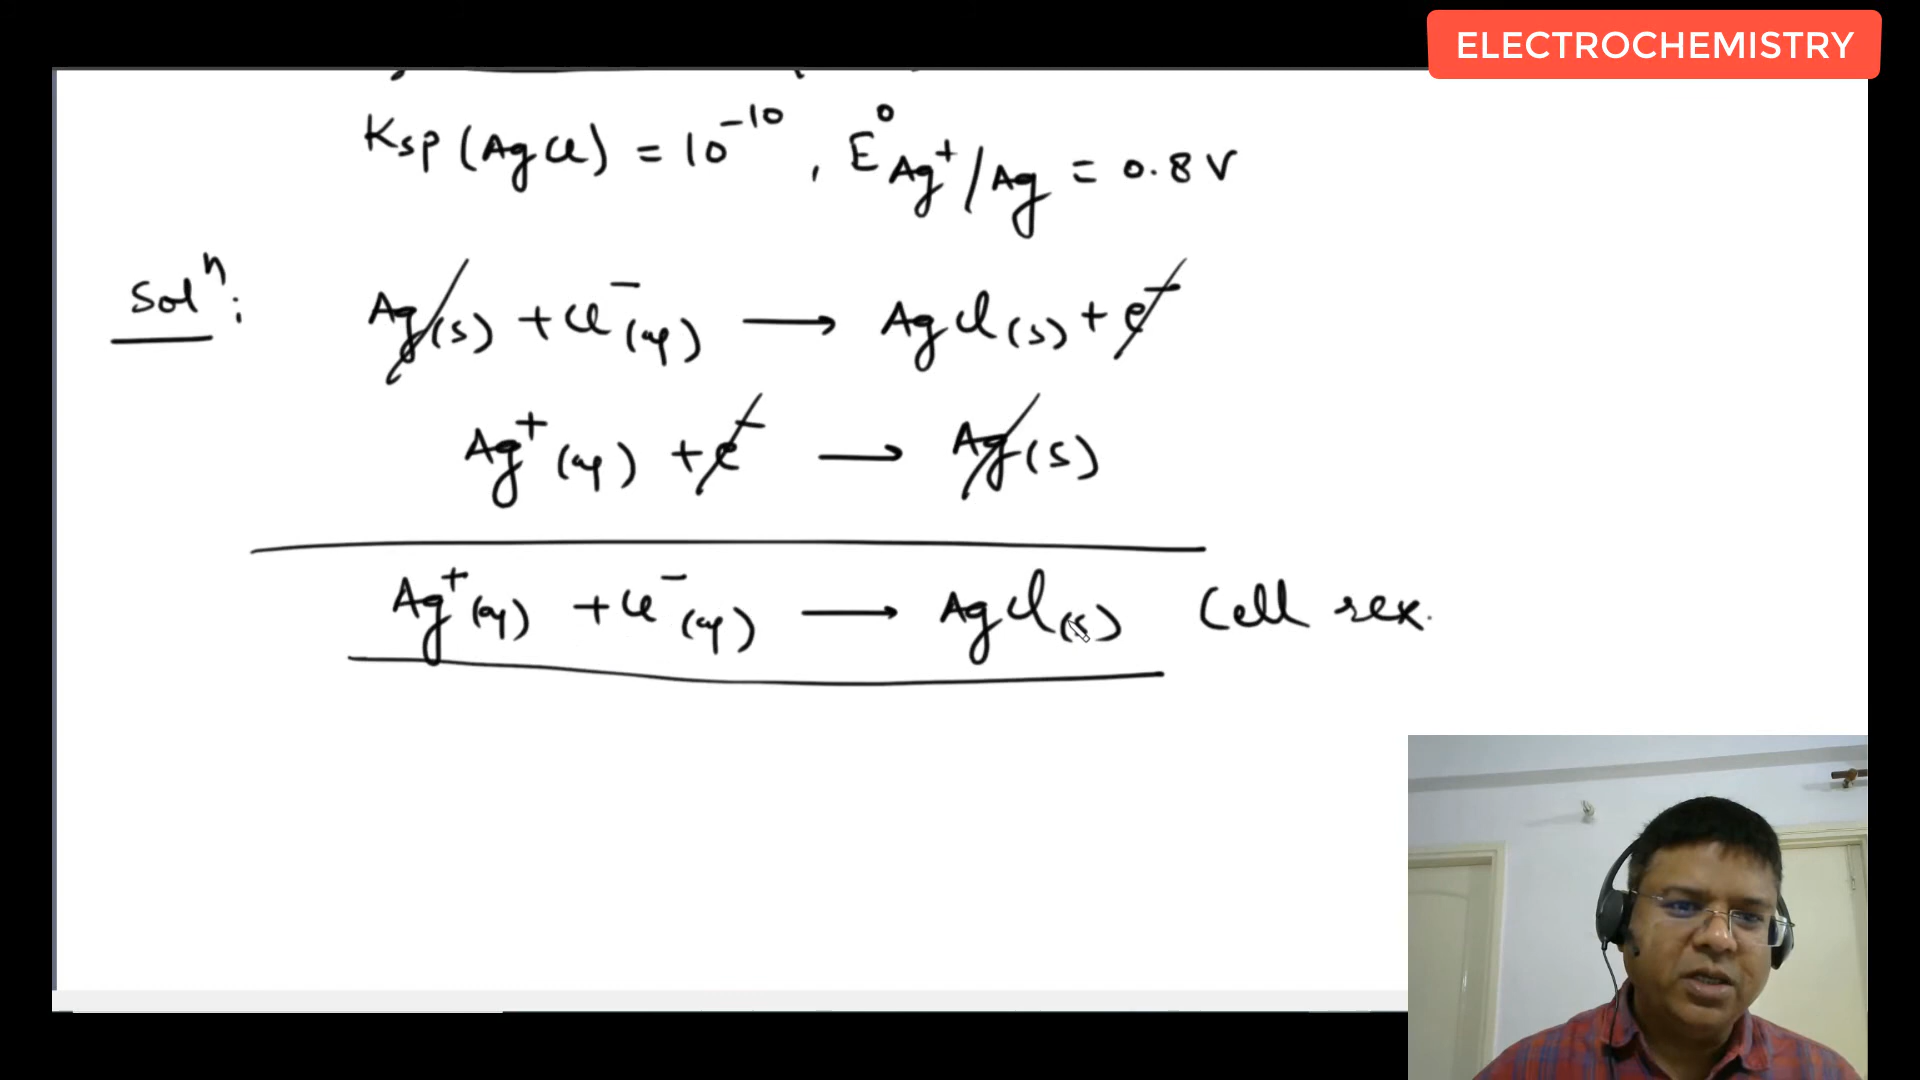 ELECTROCHEMISTRY
Ksp (AgCl) = 10⁻¹⁰ , E⁰ Ag⁺/Ag = 0.8 V
Solⁿ: Ag(s) + Cl⁻(aq) → AgCl(s) + e⁻
Ag⁺(aq) + e⁻ → Ag(s)
Ag⁺(aq) + Cl⁻(aq) → AgCl(s) Cell rex.